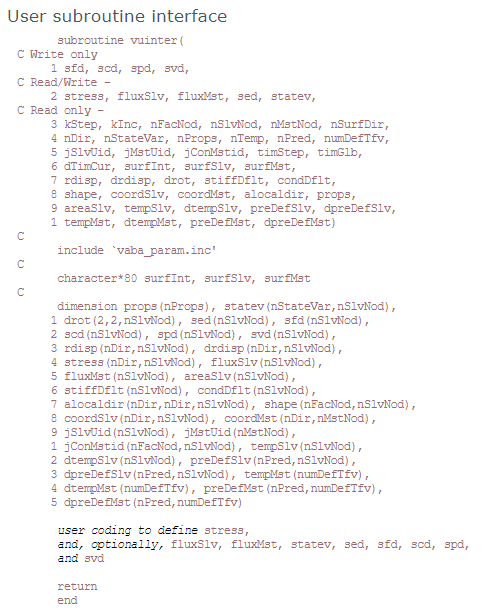 User subroutine interface
subroutine vuinter(
C Write only
1 sfd, scd, spd, svd,
C Read/Write -
2 stress, fluxSlv, fluxMst, sed, statev,
C Read only -
3 kStep, kInc, nFacNod, nSlvNod, nMstNod, nSurfDir,
4 nDir, nStateVar, nProps, nTemp, nPred, numDefTfv,
5 jSlvUid, jMstUid, jConMstid, timStep, timGlb,
6 dTimCur, surfInt, surfSlv, surfMst,
7 rdisp, drdisp, drot, stiffDflt, condDflt,
8 shape, coordSlv, coordMst, alocaldir, props,
9 areaSlv, tempSlv, dtempSlv, preDefSlv, dpreDefSlv,
1 tempMst, dtempMst, preDefMst, dpreDefMst)
C
include `vaba_param.inc'
C
character*80 surfInt, surfSlv, surfMst
C
dimension props(nProps), statev(nStateVar,nSlvNod),
1 drot(2,2,nSlvNod), sed(nSlvNod), sfd(nSlvNod),
2 scd(nSlvNod), spd(nSlvNod), svd(nSlvNod),
3 rdisp(nDir,nSlvNod), drdisp(nDir,nSlvNod),
4 stress(nDir,nSlvNod), fluxSlv(nSlvNod),
5 fluxMst(nSlvNod), areaSlv(nSlvNod),
6 stiffDflt(nSlvNod), condDflt(nSlvNod),
7 alocaldir(nDir,nDir,nSlvNod), shape(nFacNod,nSlvNod),
8 coordSlv(nDir,nSlvNod), coordMst(nDir,nMstNod),
9 jSlvUid(nSlvNod), jMstUid(nMstNod),
1 jConMstid(nFacNod,nSlvNod), tempSlv(nSlvNod),
2 dtempSlv(nSlvNod), preDefSlv(nPred,nSlvNod),
3 dpreDefSlv(nPred,nSlvNod), tempMst(numDefTfv),
4 dtempMst(numDefTfv), preDefMst(nPred,numDefTfv),
5 dpreDefMst(nPred,numDefTfv)
user coding to define stress,
and, optionally, fluxSlv, fluxMst, statev, sed, sfd, scd, spd,
and svd
return
end